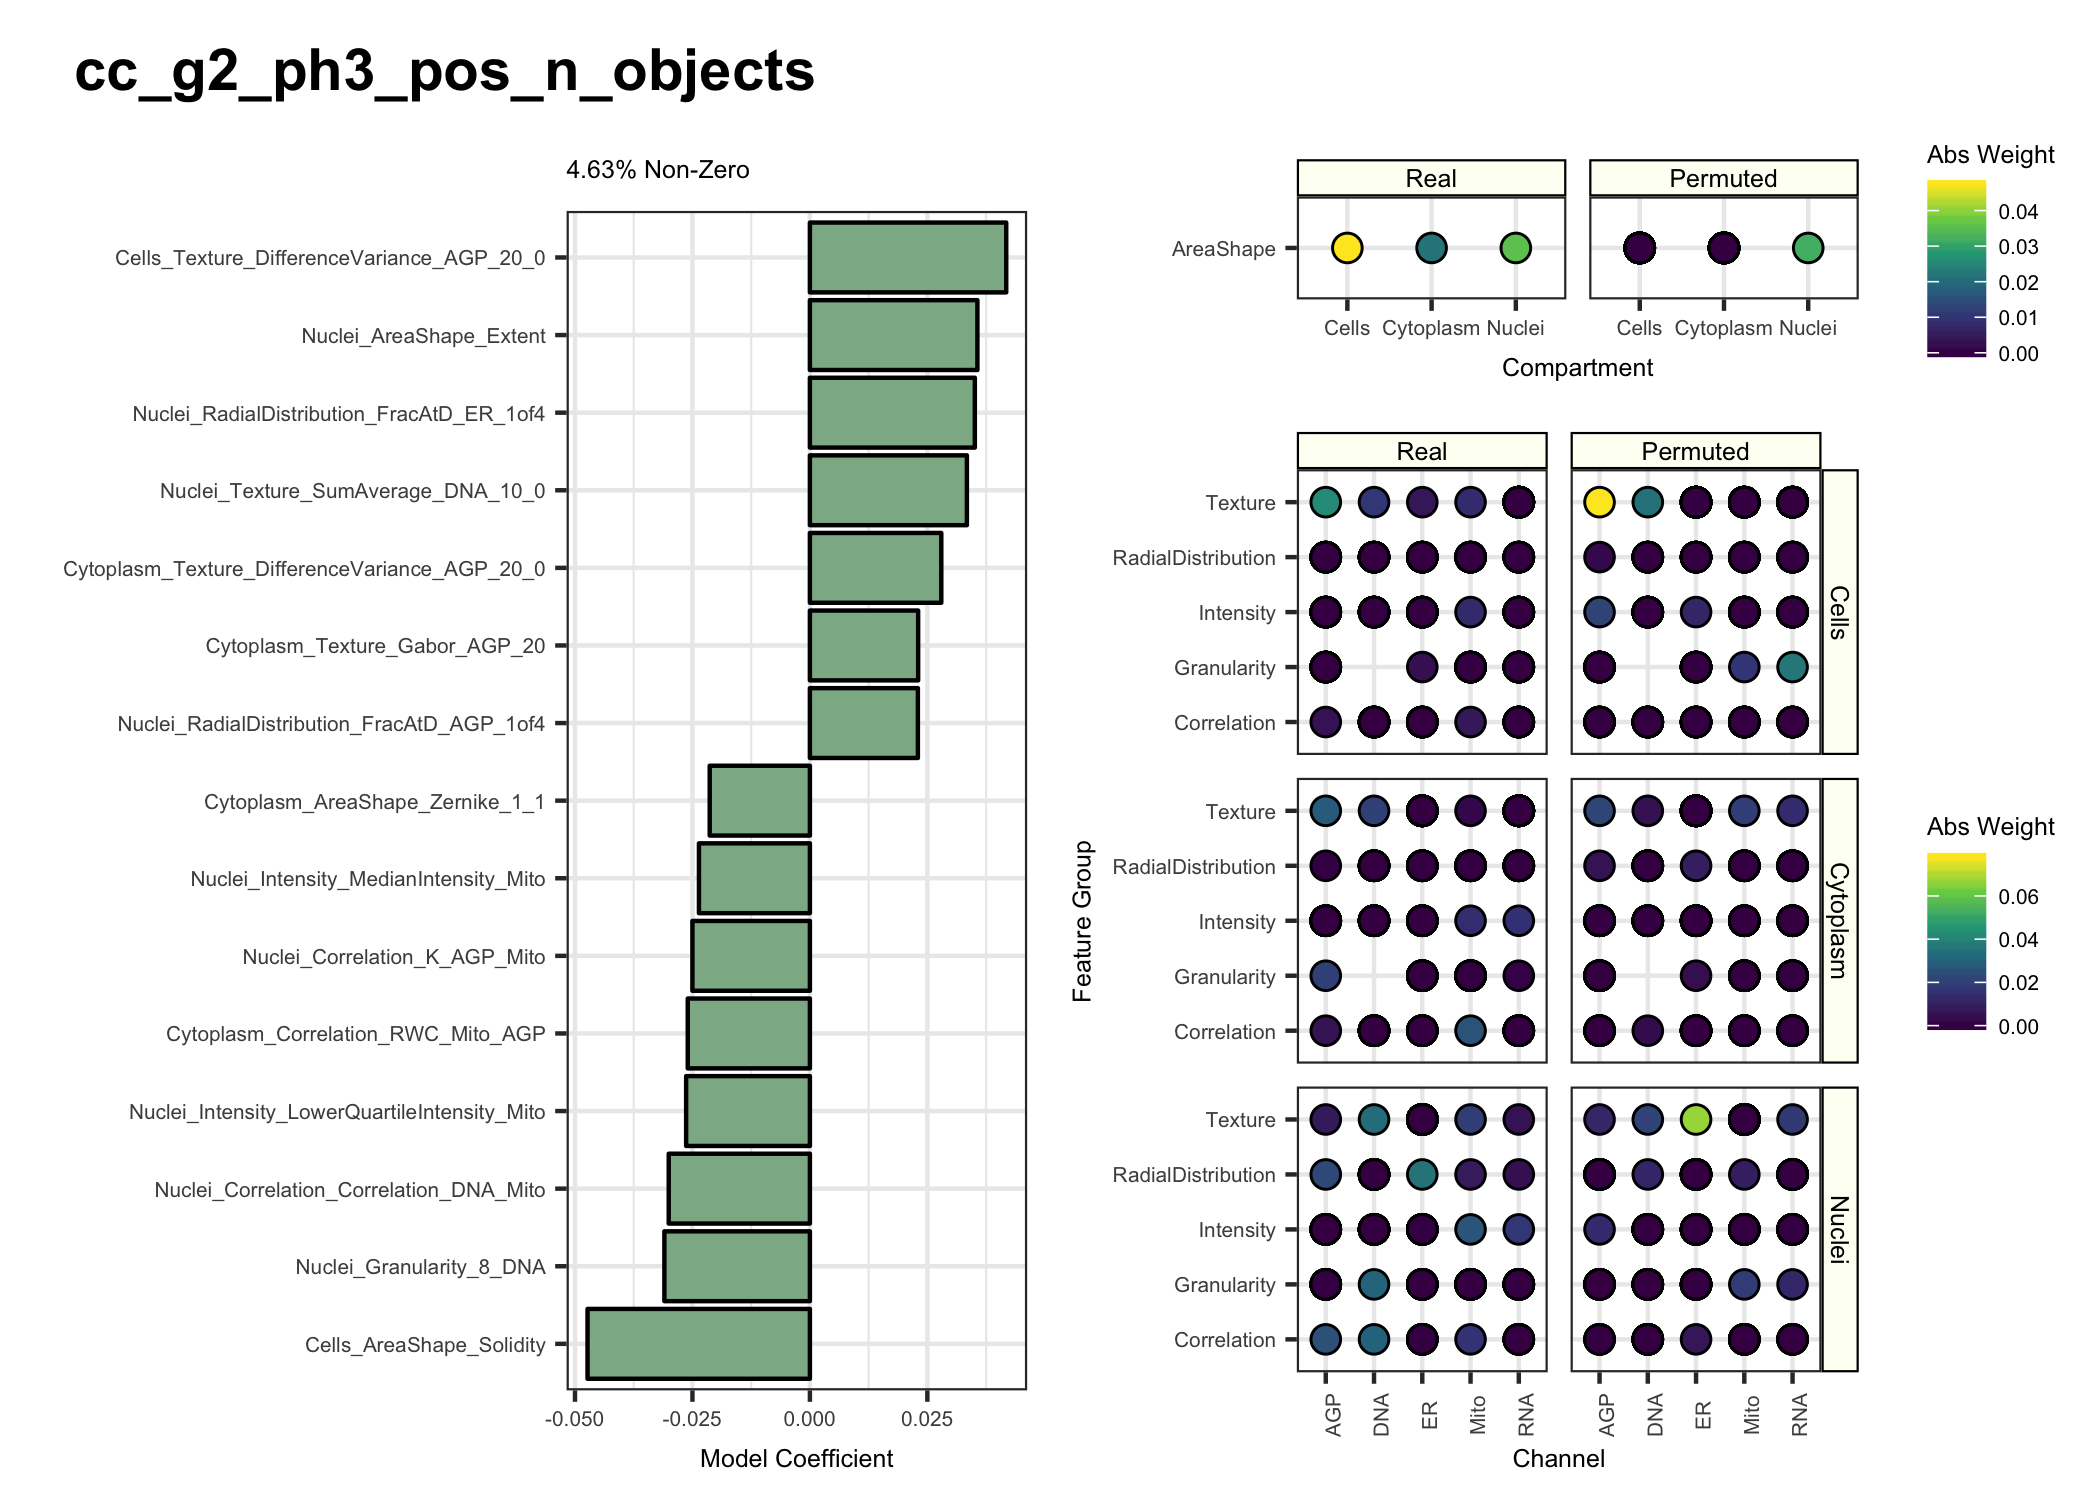 cc_g2_ph3_pos_n_objects
4.63% Non-Zero
Cells_Texture_DifferenceVariance_AGP_20_0
Nuclei_AreaShape_Extent
Nuclei_RadialDistribution_FracAtD_ER_1of4
Nuclei_Texture_SumAverage_DNA_10_0
Cytoplasm_Texture_DifferenceVariance_AGP_20_0
Cytoplasm_Texture_Gabor_AGP_20
Nuclei_RadialDistribution_FracAtD_AGP_1of4
Cytoplasm_AreaShape_Zernike_1_1
Nuclei_Intensity_MedianIntensity_Mito
Nuclei_Correlation_K_AGP_Mito
Cytoplasm_Correlation_RWC_Mito_AGP
Nuclei_Intensity_LowerQuartileIntensity_Mito
Nuclei_Correlation_Correlation_DNA_Mito
Nuclei_Granularity_8_DNA
Cells_AreaShape_Solidity
-0.050 -0.025 0.000 0.025
Model Coefficient
Real Permuted
AreaShape
Cells Cytoplasm Nuclei Cells Cytoplasm Nuclei
Compartment
Abs Weight
0.04
0.03
0.02
0.01
0.00
Feature Group
Real Permuted
Texture
RadialDistribution
Intensity
Granularity
Correlation
Cells
Texture
RadialDistribution
Intensity
Granularity
Correlation
Cytoplasm
Texture
RadialDistribution
Intensity
Granularity
Correlation
Nuclei
AGP DNA ER Mito RNA AGP DNA ER Mito RNA
Channel
Abs Weight
0.06
0.04
0.02
0.00